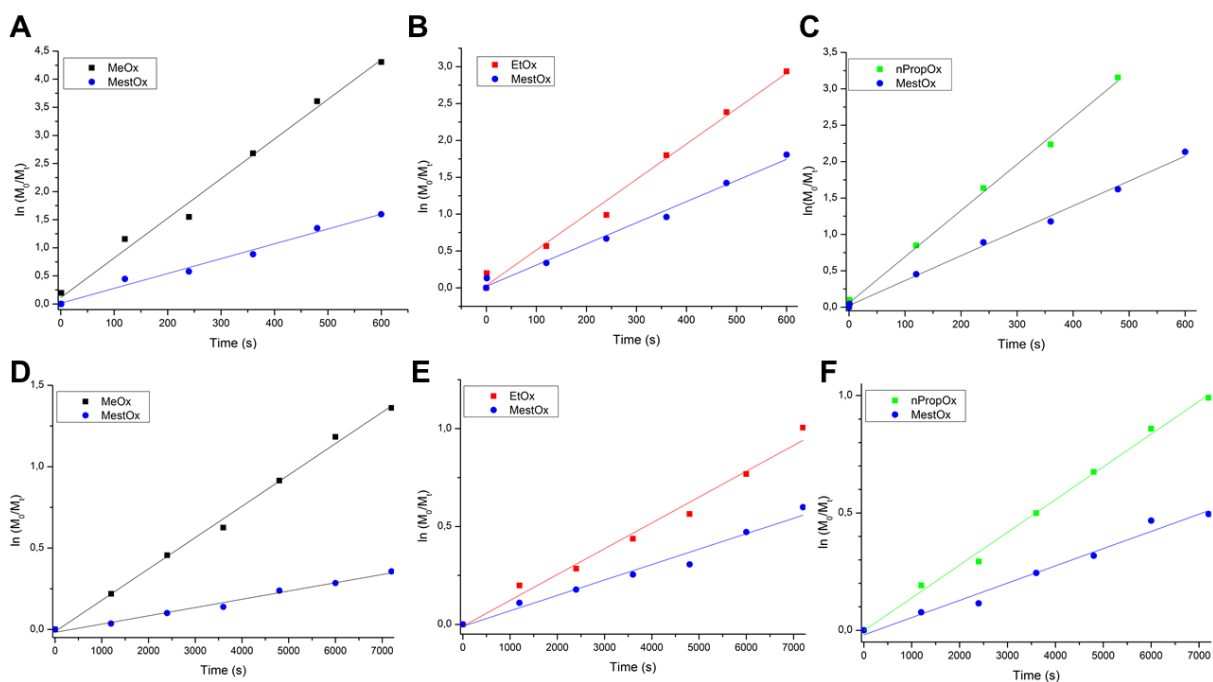 A
4,5
4,0
3,5
3,0
2,5
2,0
1,5
1,0
0,5
0,0
ln (M₀/Mₜ)
MeOx
MestOx
0 100 200 300 400 500 600
Time (s)
B
3,0
2,5
2,0
1,5
1,0
0,5
0,0
ln (M₀/Mₜ)
EtOx
MestOx
0 100 200 300 400 500 600
Time (s)
C
3,5
3,0
2,5
2,0
1,5
1,0
0,5
0,0
ln(M₀/Mₜ)
nPropOx
MestOx
0 100 200 300 400 500 600
Time (s)
D
1,5
1,0
0,5
0,0
ln (M₀/Mₜ)
MeOx
MestOx
0 1000 2000 3000 4000 5000 6000 7000
Time (s)
E
1,0
0,5
0,0
ln (M₀/Mₜ)
EtOx
MestOx
0 1000 2000 3000 4000 5000 6000 7000
Time (s)
F
1,0
0,5
0,0
ln (M₀/Mₜ)
nPropOx
MestOx
0 1000 2000 3000 4000 5000 6000 7000
Time (s)